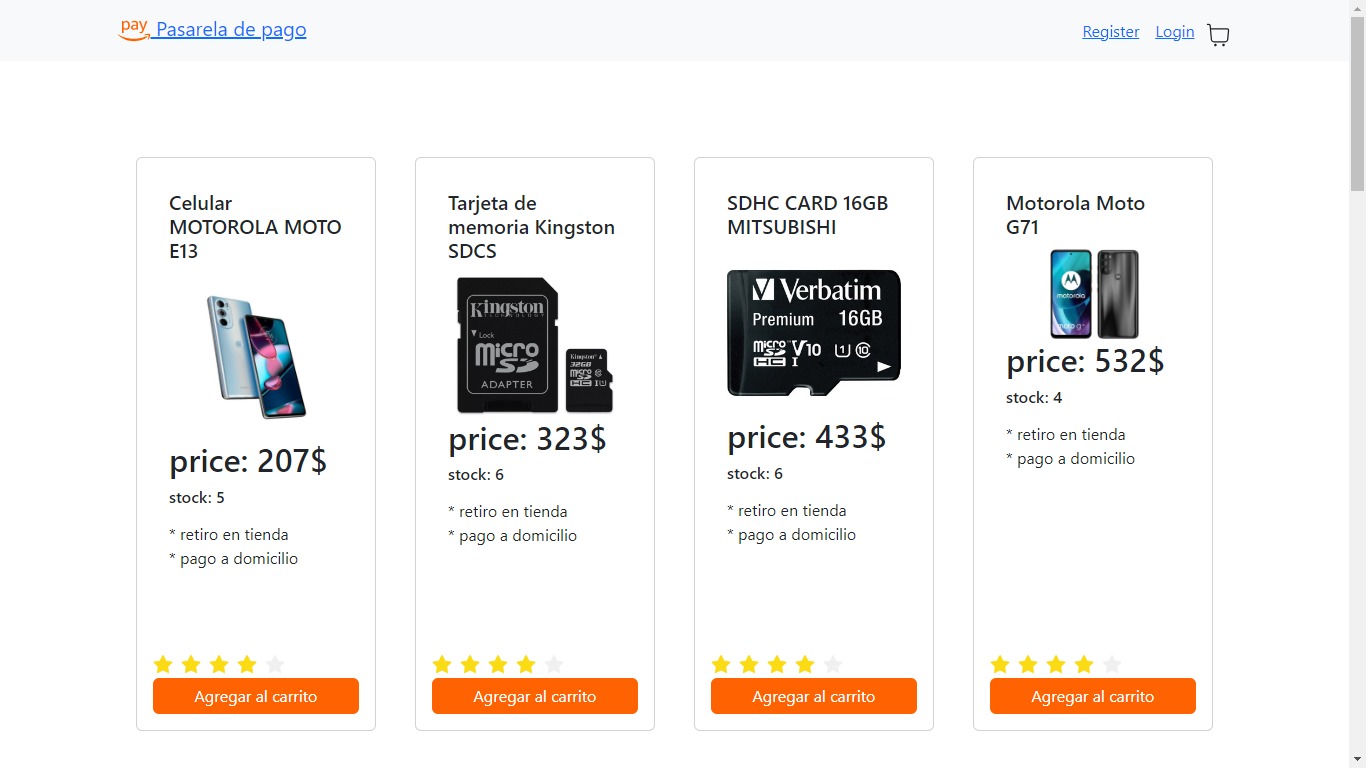 pay Pasarela de pago
Register Login
Celular
MOTOROLA MOTO
E13
price: 207$
stock: 5
* retiro en tienda
* pago a domicilio
Agregar al carrito
Tarjeta de
memoria Kingston
SDCS
Kingston
TECHNOLOGY
Lock
micro
SD
ADAPTER
Kingston
32GB
micro
SD
HC I U1
price: 323$
stock: 6
* retiro en tienda
* pago a domicilio
Agregar al carrito
SDHC CARD 16GB
MITSUBISHI
Verbatim
Premium 16GB
micro SD V10 U1 10
HC I
price: 433$
stock: 6
* retiro en tienda
* pago a domicilio
Agregar al carrito
Motorola Moto
G71
motorola
moto g
price: 532$
stock: 4
* retiro en tienda
* pago a domicilio
Agregar al carrito